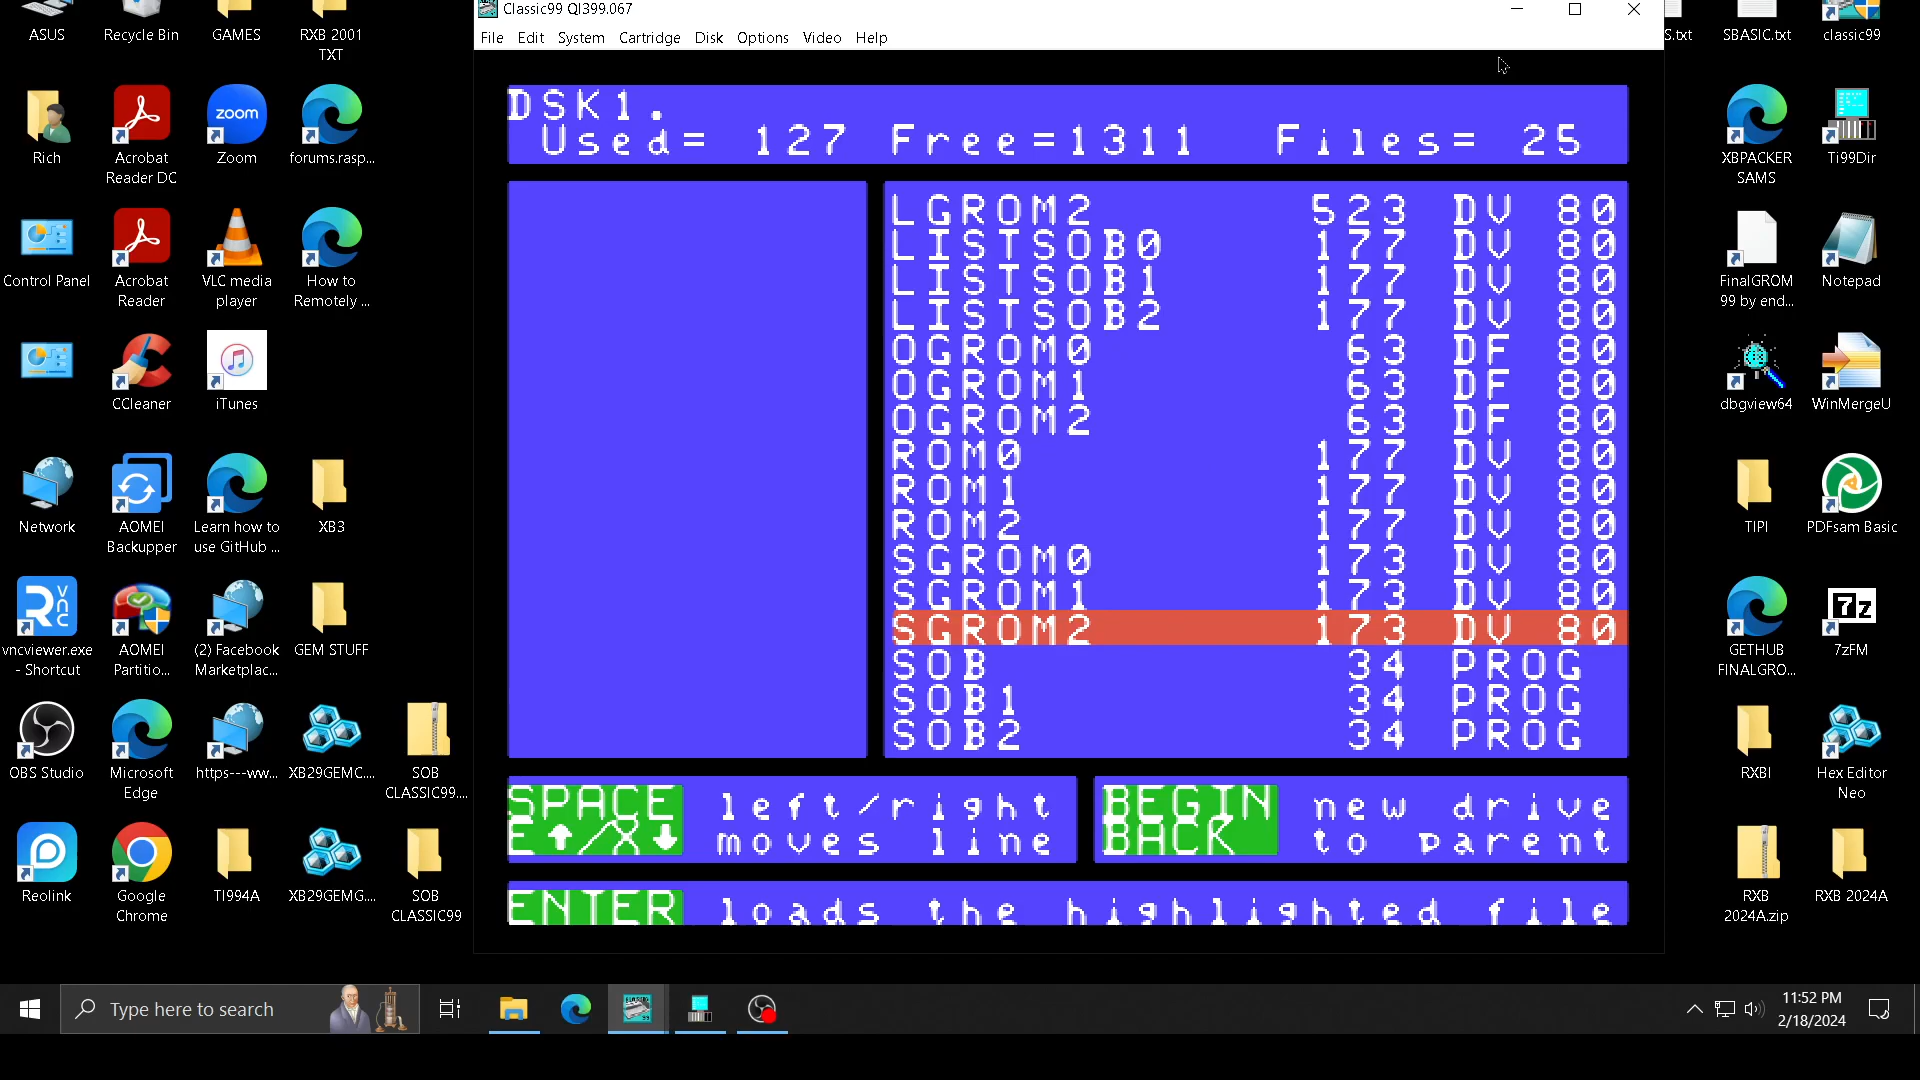 ASUS
Recycle Bin
GAMES
RXB 2001
TXT
Classic99 QI399.067
S.txt
SBASIC.txt
classic99
File Edit System Cartridge Disk Options Video Help
DSK1.
Used= 127 Free=1311 Files= 25
LGROM2 523 DV 80
LISTSOB0 177 DV 80
LISTSOB1 177 DV 80
LISTSOB2 177 DV 80
OGROM0 63 DF 80
OGROM1 63 DF 80
OGROM2 63 DF 80
ROM0 177 DV 80
ROM1 177 DV 80
ROM2 177 DV 80
SGROM0 173 DV 80
SGROM1 173 DV 80
SGROM2 173 DV 80
SOB 34 PROG
SOB1 34 PROG
SOB2 34 PROG
SPACE left/right
E↑/X↓ moves line
BEGIN new drive
BACK to parent
ENTER loads the highlighted file
Rich
Acrobat
Reader DC
zoom
Zoom
forums.rasp...
XBPACKER
SAMS
Ti99Dir
Control Panel
Acrobat
Reader
VLC media
player
How to
Remotely ...
FinalGROM
99 by end...
Notepad
CCleaner
iTunes
dbgview64
WinMergeU
Network
AOMEI
Backupper
Learn how to
use GitHub ...
XB3
TIPI
PDFsam Basic
vncviewer.exe
- Shortcut
AOMEI
Partitio...
(2) Facebook
Marketplac...
GEM STUFF
GETHUB
FINALGRO...
7z
7zFM
OBS Studio
Microsoft
Edge
https---ww...
XB29GEMC....
SOB
CLASSIC99....
RXBI
Hex Editor
Neo
Reolink
Google
Chrome
TI994A
XB29GEMG....
SOB
CLASSIC99
RXB
2024A.zip
RXB 2024A
Type here to search
11:52 PM
2/18/2024